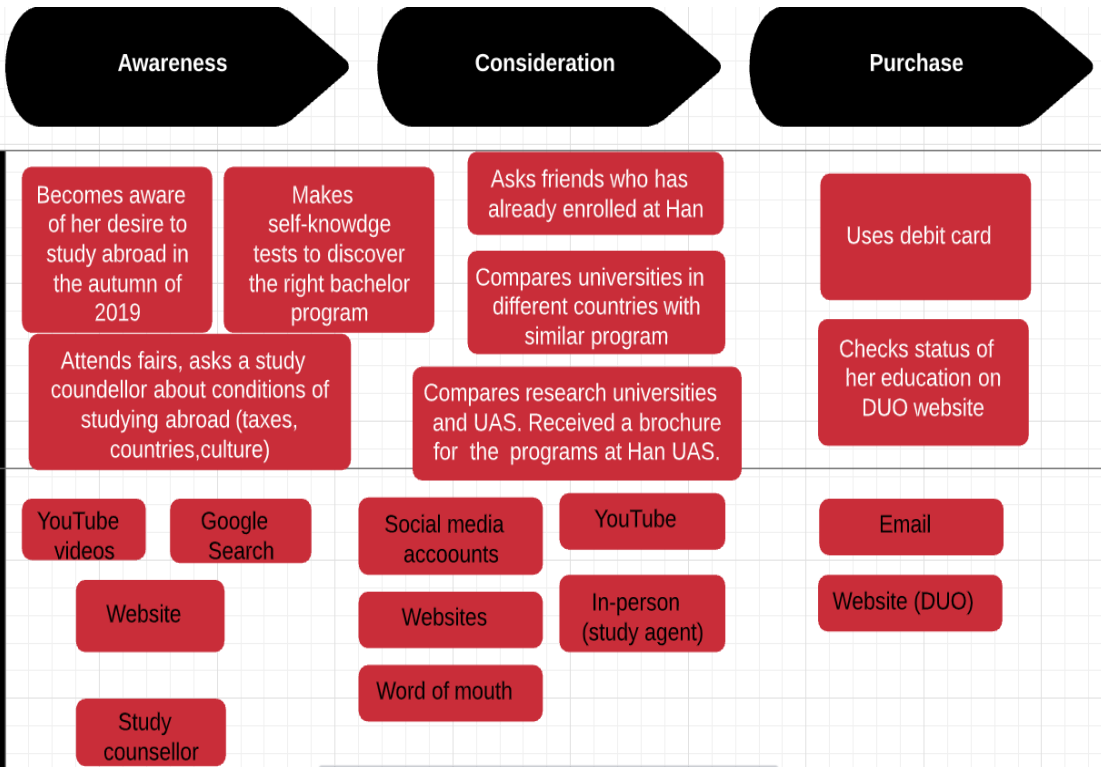 Awareness
Consideration
Purchase
Becomes aware
of her desire to
study abroad in
the autumn of
2019
Makes
self-knowdge
tests to discover
the right bachelor
program
Attends fairs, asks a study
coundellor about conditions of
studying abroad (taxes,
countries,culture)
Asks friends who has
already enrolled at Han
Compares universities in
different countries with
similar program
Compares research universities
and UAS. Received a brochure
for the programs at Han UAS.
Uses debit card
Checks status of
her education on
DUO website
YouTube
videos
Google
Search
Website
Study
counsellor
Social media
accoounts
Websites
Word of mouth
YouTube
In-person
(study agent)
Email
Website (DUO)